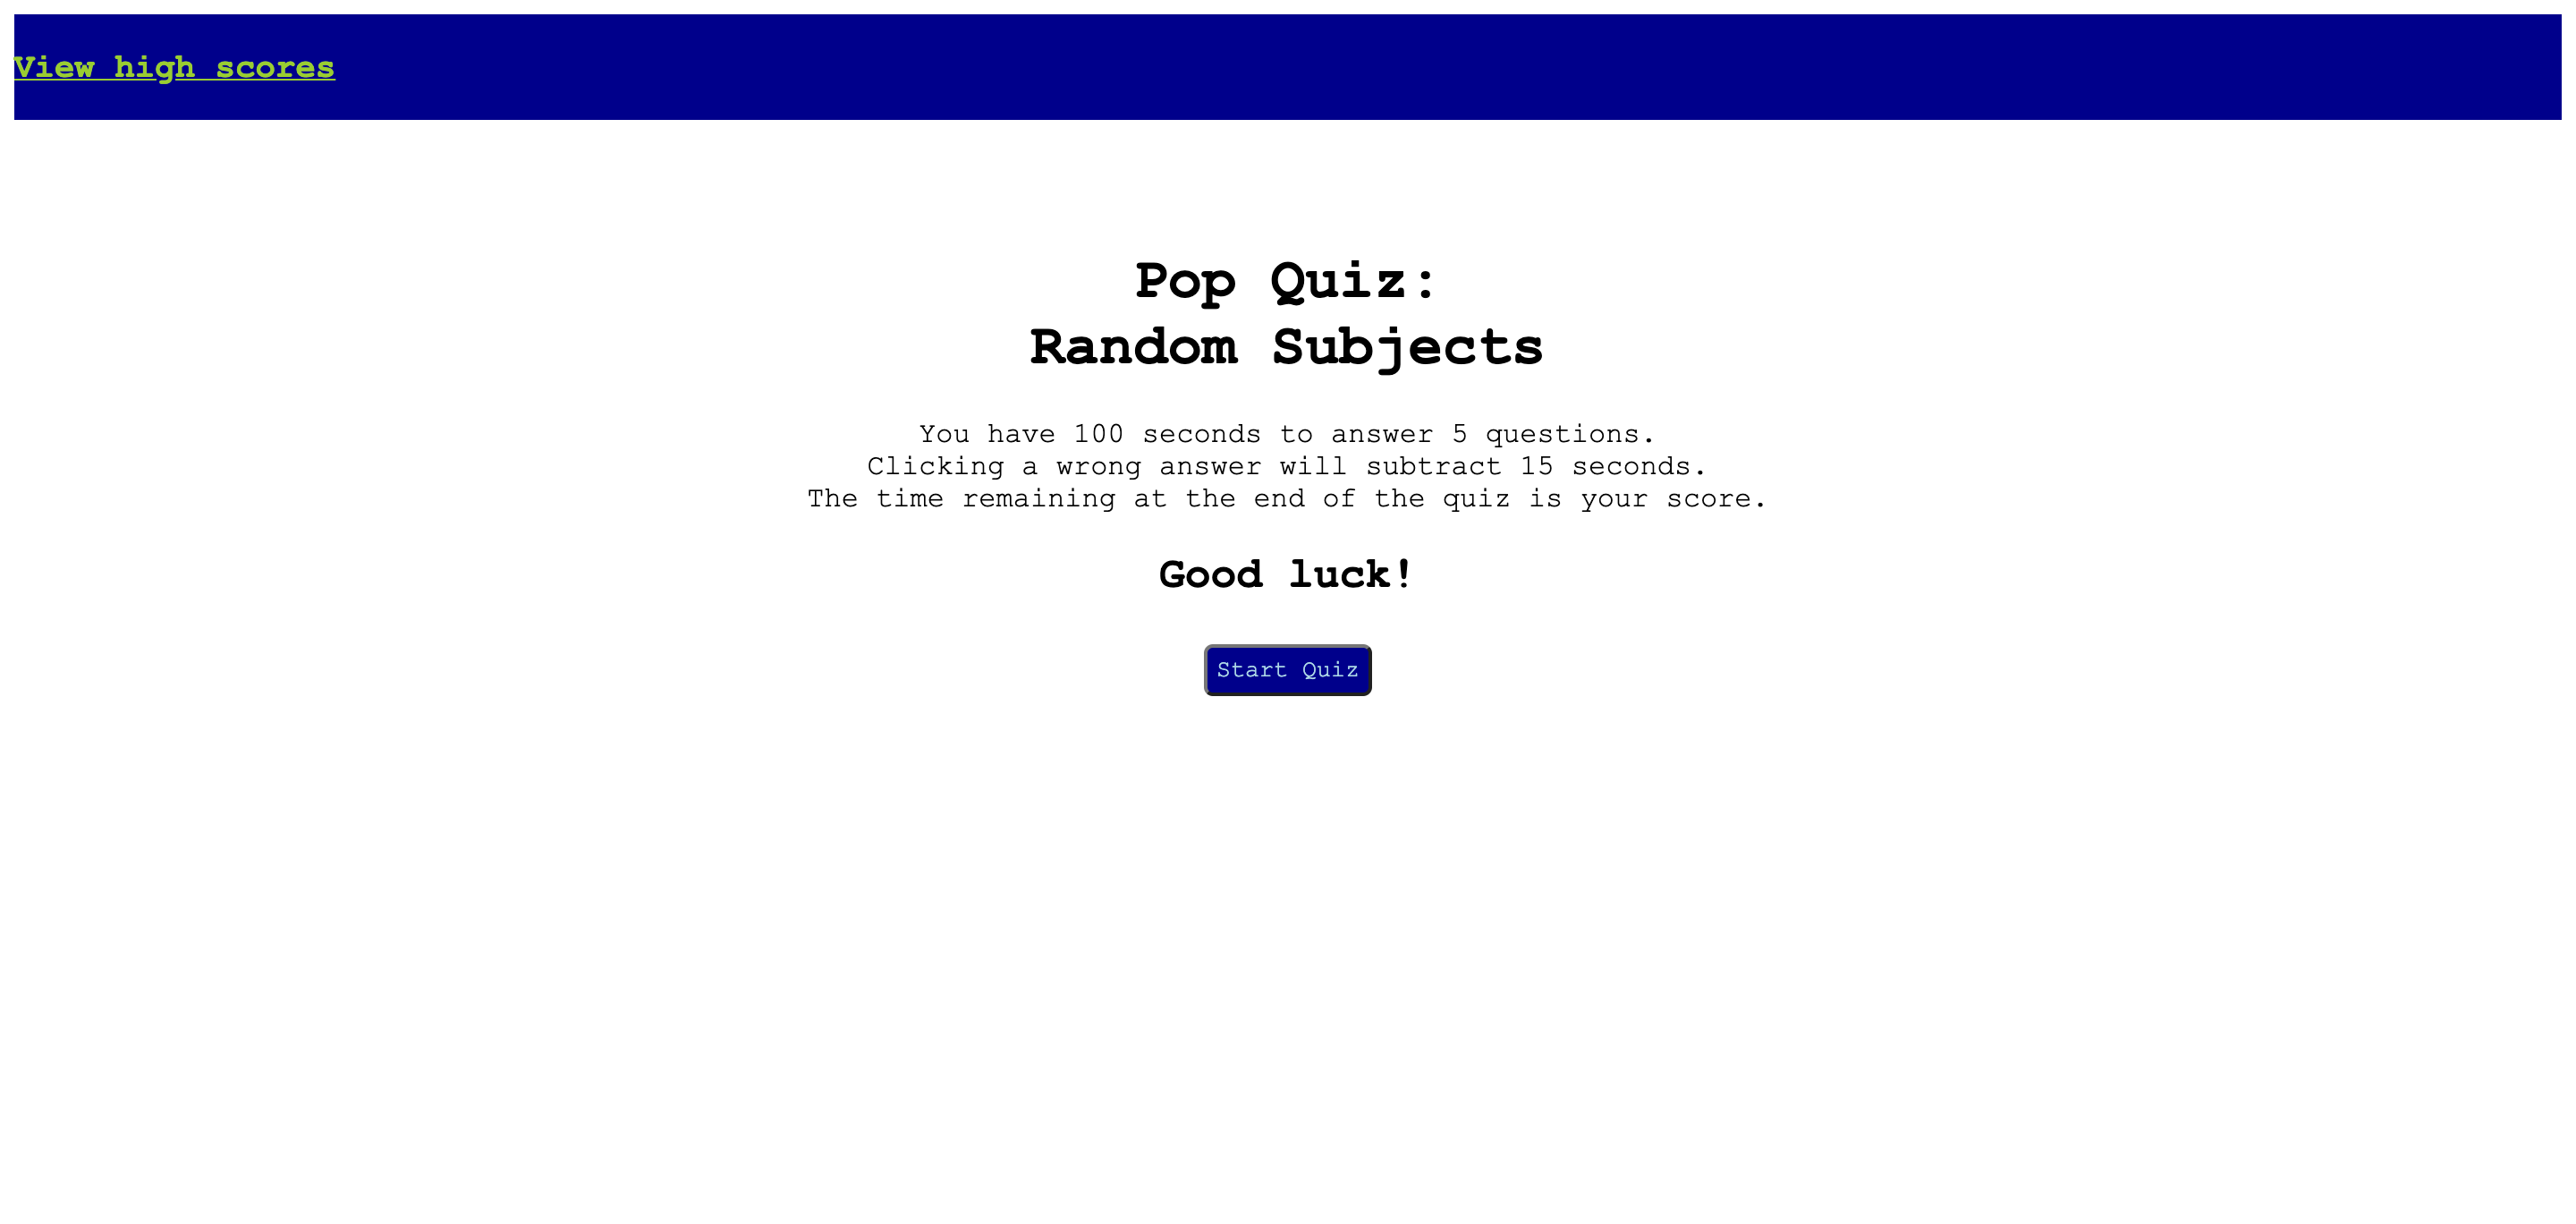 View high scores
Pop Quiz:
Random Subjects
You have 100 seconds to answer 5 questions.
Clicking a wrong answer will subtract 15 seconds.
The time remaining at the end of the quiz is your score.
Good luck!
Start Quiz